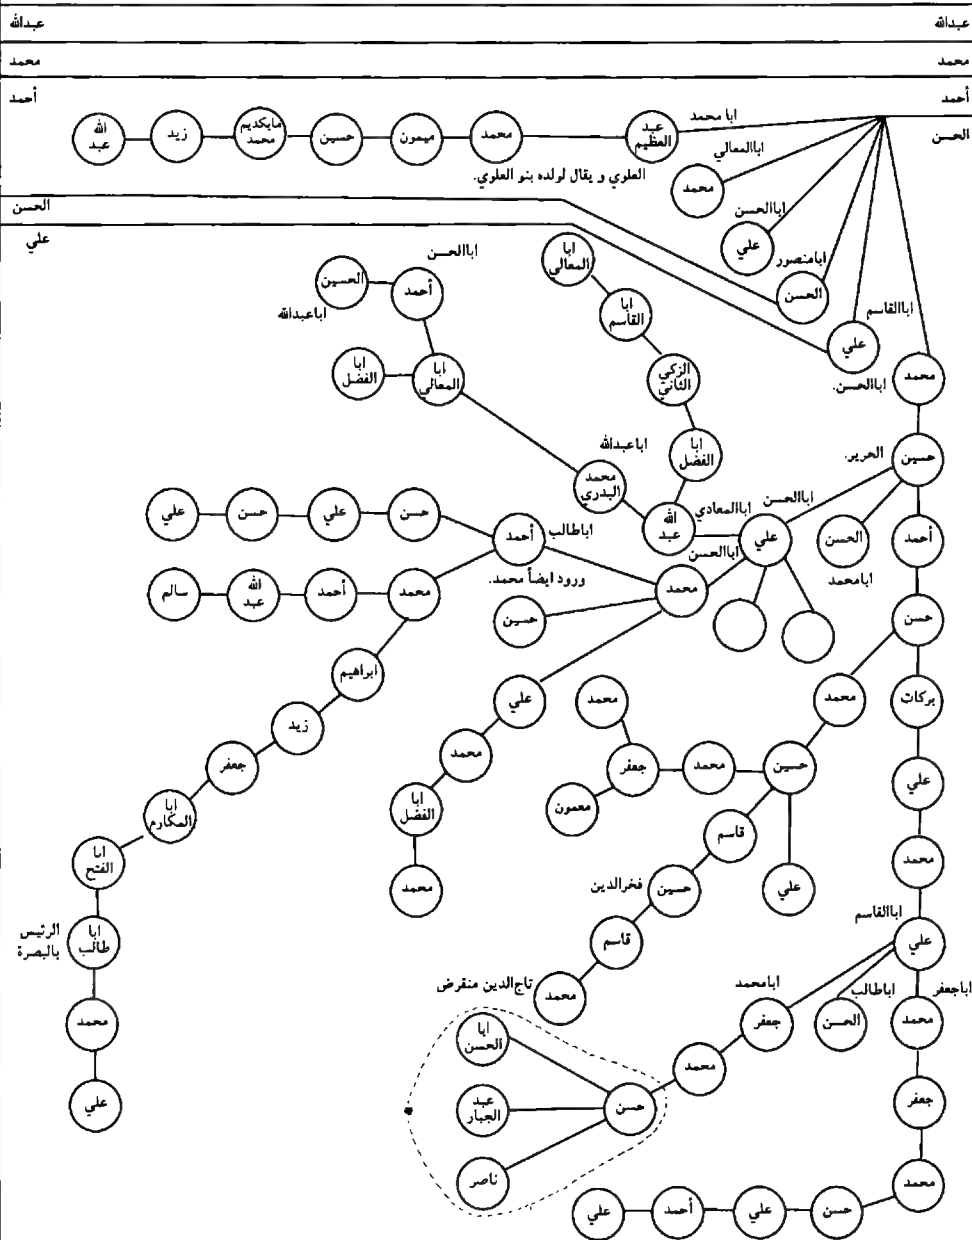 عبدالله
عبدالله
محمد
محمد
أحمد
أحمد
الحسن
ابا محمد
عبد
العظيم
محمد
ميمون
حسين
مايكديم
محمد
زيد
الله
عبد
العلوي و يقال لولده بنو العلوي.
اباالمعالي
محمد
اباالحسن
علي
ابامنصور
الحسن
الحسن
علي
اباالقاسم
علي
اباالحسن.
محمد
ابا
المعالي
ابا
القاسم
الزكي
الثاني
ابا
الفضل
اباالحسن
أحمد
الحسين
اباعبدالله
ابا
المعالي
ابا
الفضل
حسين
الحرير.
الحسن
ابامحمد
اباعبدالله
محمد
البدري
الله
عبد
اباالمعادي
اباالحسن
علي
اباالحسن
محمد
أحمد
حسن
بركات
علي
محمد
اباالقاسم
علي
اباطالب
أحمد
ورود ايضاً محمد.
حسن
علي
حسن
علي
محمد
أحمد
الله
عبد
سالم
حسين
ابراهيم
زيد
جعفر
ابا
المكارم
ابا
الفتح
ابا
طالب
الرئيس
بالبصرة
محمد
علي
علي
محمد
ابا
الفضل
محمد
محمد
حسين
محمد
جعفر
محمد
معمون
قاسم
علي
حسين
فخرالدين
قاسم
محمد
تاج‌الدين منقرض
اباجعفر
محمد
اباطالب
الحسن
ابامحمد
جعفر
محمد
حسن
ابا
الحسن
عبد
الجبار
ناصر
جعفر
محمد
حسن
علي
أحمد
علي